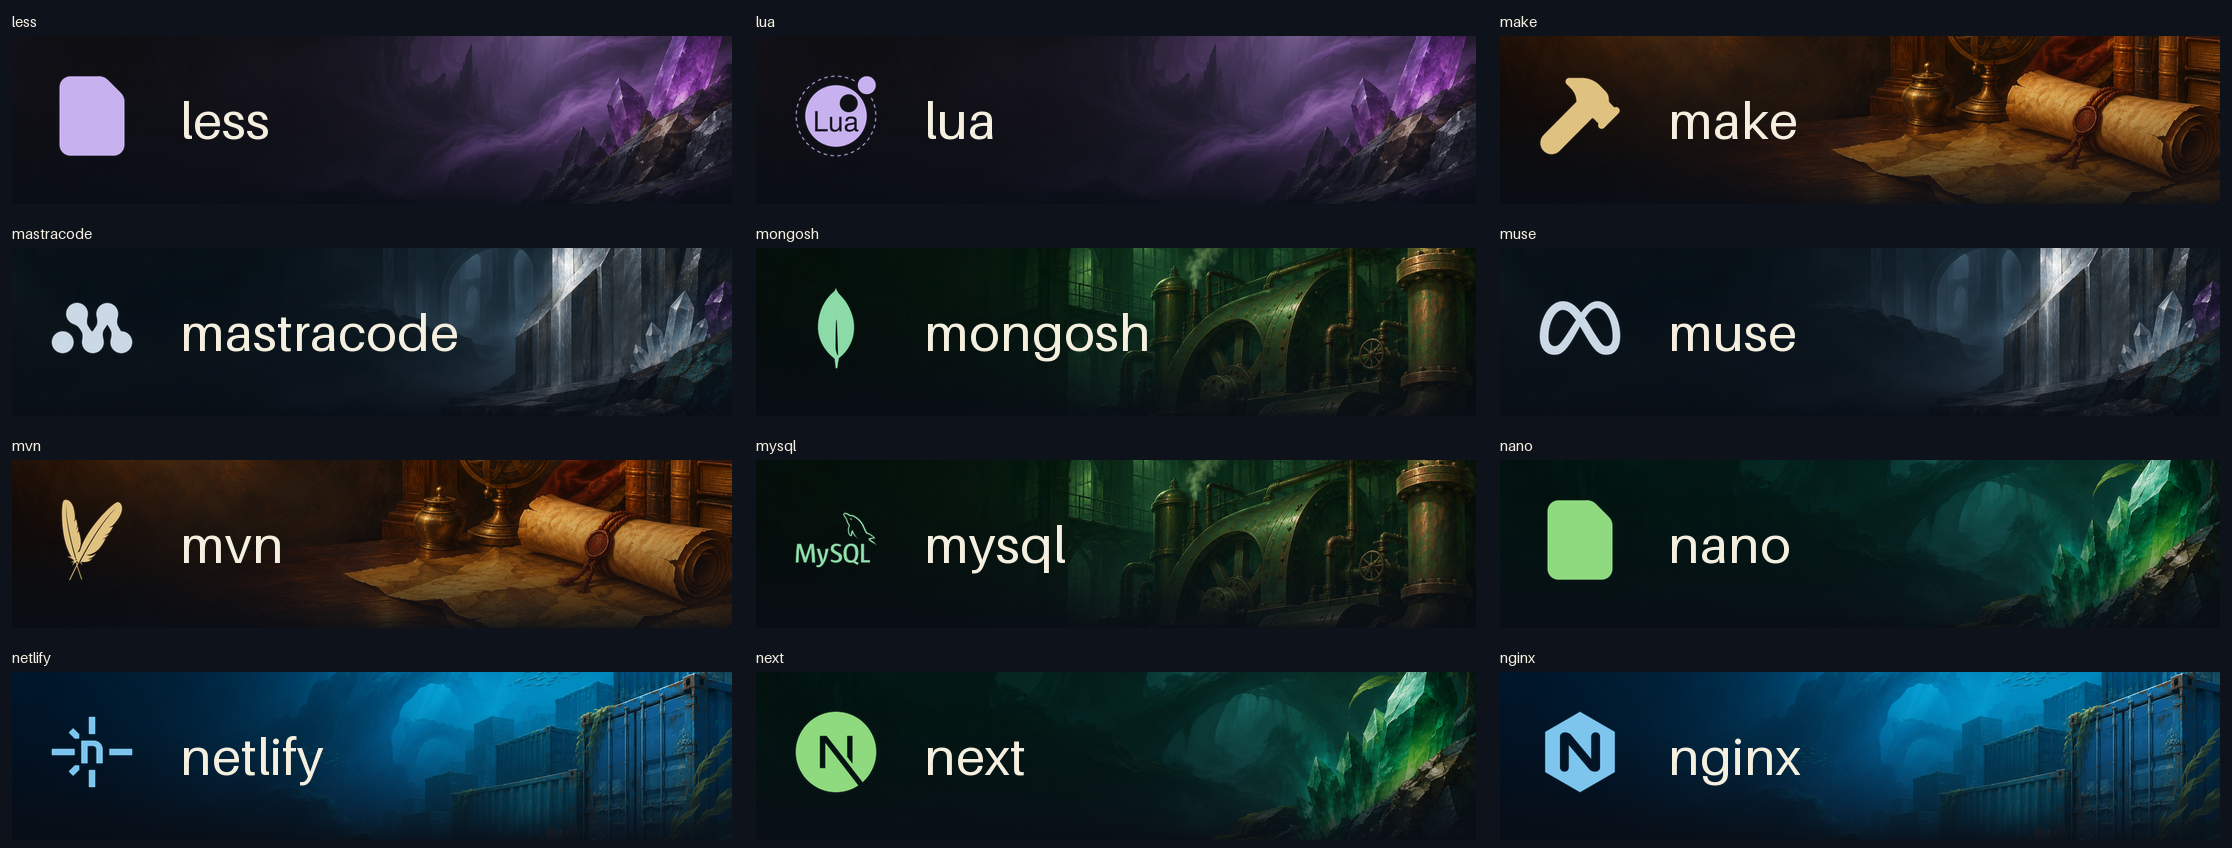 less
lua
make
less
Lua
lua
make
mastracode
mongosh
muse
mastracode
mongosh
muse
mvn
mysql
nano
mvn
MySQL
mysql
nano
netlify
next
nginx
n
netlify
N
next
N
nginx